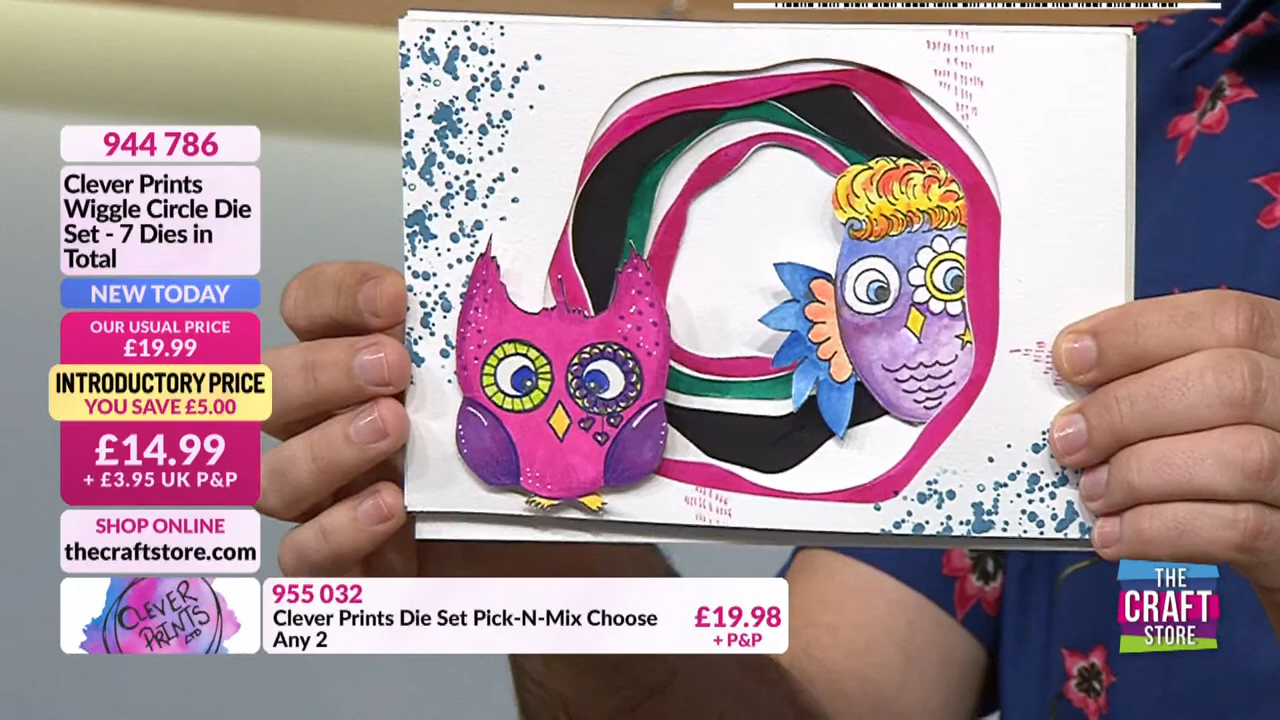 944 786
Clever Prints
Wiggle Circle Die
Set - 7 Dies in
Total
NEW TODAY
OUR USUAL PRICE
£19.99
INTRODUCTORY PRICE
YOU SAVE £5.00
£14.99
+ £3.95 UK P&P
SHOP ONLINE
thecraftstore.com
CLEVER
PRINTS
LTD
955 032
Clever Prints Die Set Pick-N-Mix Choose
Any 2
£19.98
+ P&P
THE
CRAFT
STORE